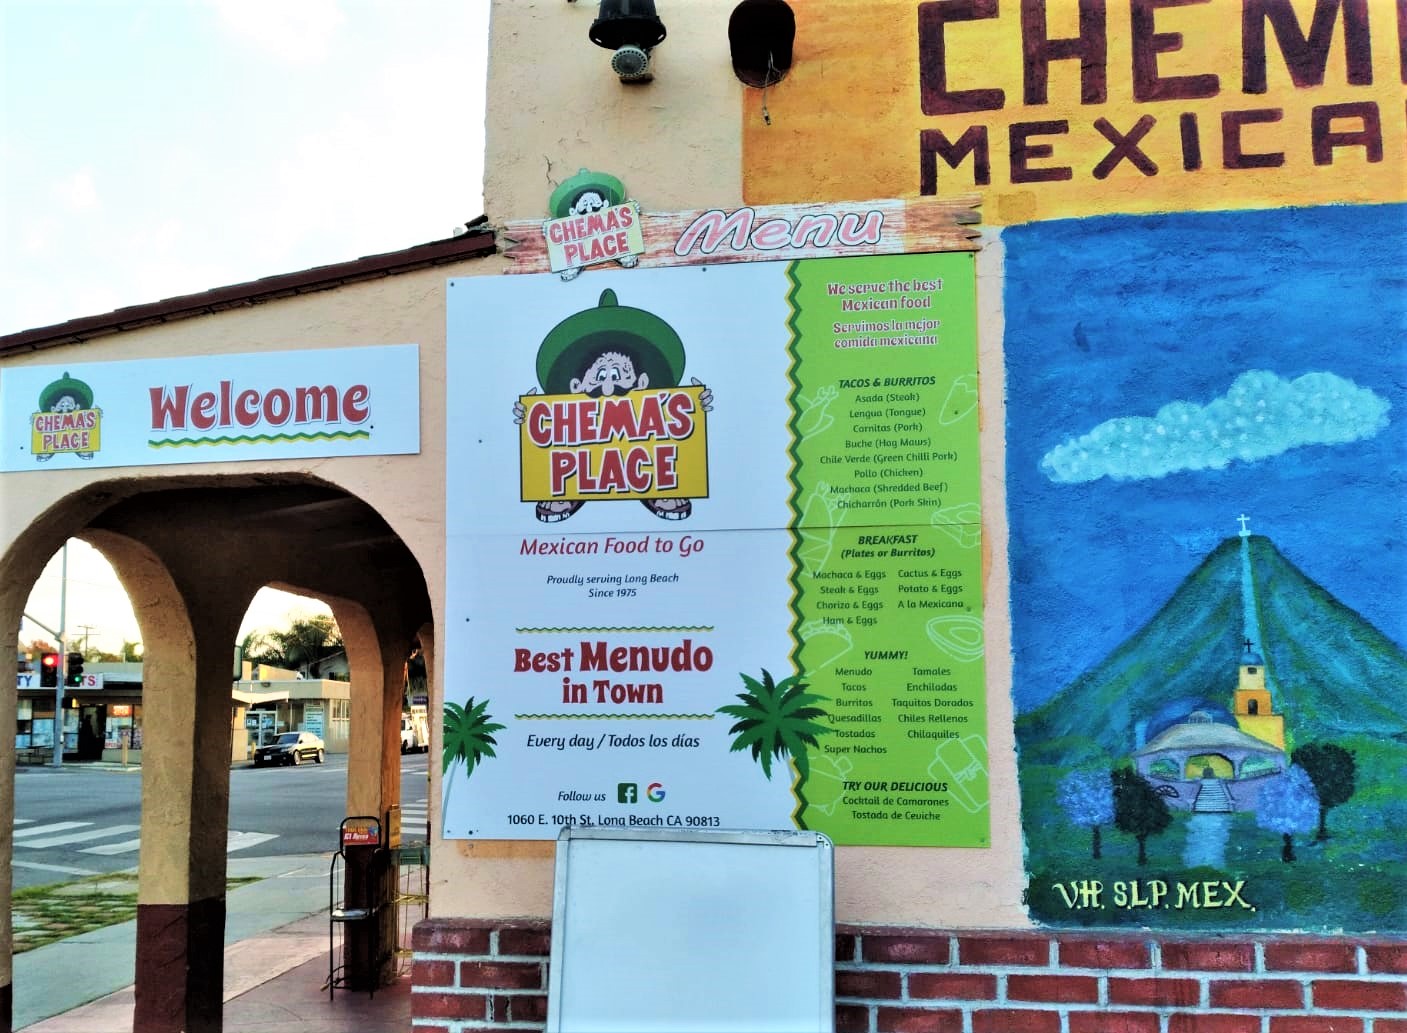 CHEM
MEXICA
CHEMA'S
PLACE
Menu
CHEMA'S
PLACE
Welcome
CHEMA'S
PLACE
Mexican Food to Go
Proudly serving Long Beach
Since 1975
Best Menudo
in Town
Every day / Todos los días
Follow us
1060 E. 10th St. Long Beach CA 90813
We serve the best
Mexican food
Servimos la mejor
comida mexicana
TACOS & BURRITOS
Asada (Steak)
Lengua (Tongue)
Carnitas (Pork)
Buche (Hog Maws)
Chile Verde (Green Chilli Pork)
Pollo (Chicken)
Machaca (Shredded Beef)
Chicharrón (Pork Skin)
BREAKFAST
(Plates or Burritos)
Machaca & Eggs Cactus & Eggs
Steak & Eggs Potato & Eggs
Chorizo & Eggs A la Mexicana
Ham & Eggs
YUMMY!
Menudo Tamales
Tacos Enchiladas
Burritos Taquitos Dorados
Quesadillas Chiles Rellenos
Tostadas Chilaquiles
Super Nachos
TRY OUR DELICIOUS
Cocktail de Camarones
Tostada de Ceviche
V.H. S.L.P. MEX.